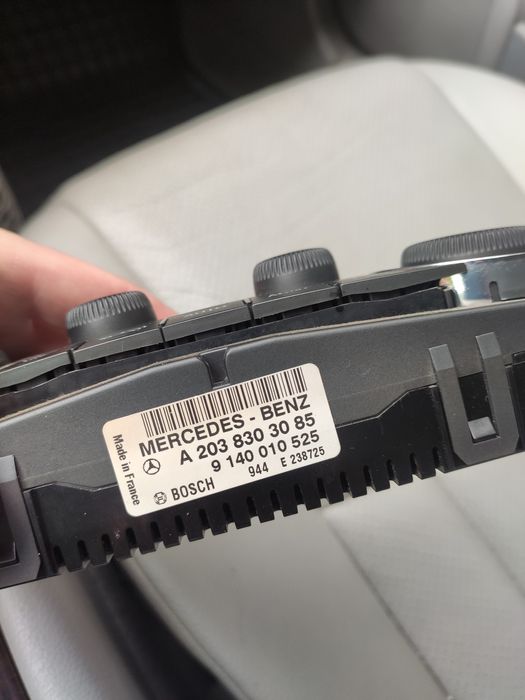 MERCEDES - BENZ
A 203 830 30 85
9 140 010 525
BOSCH 944 E 238725
Made in France